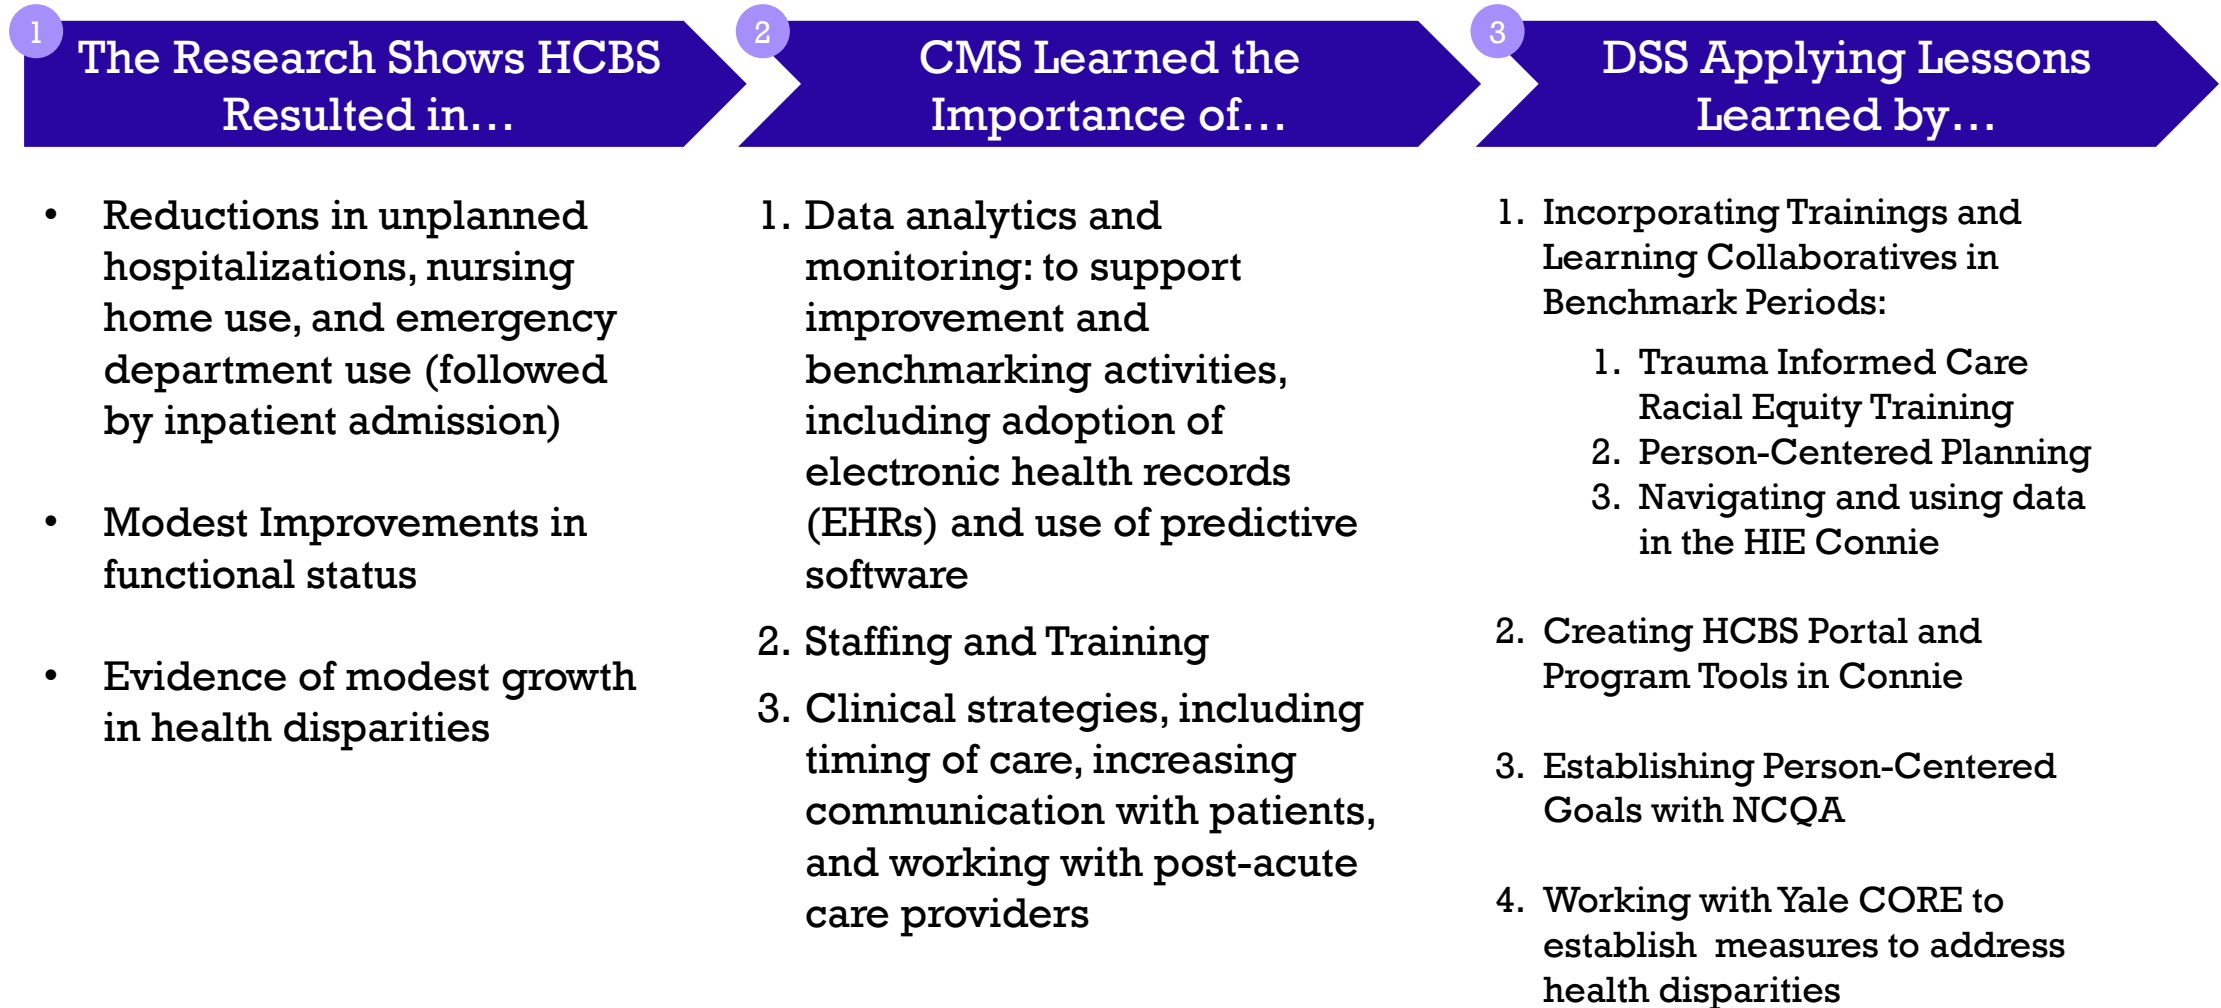 1
The Research Shows HCBS
Resulted in…
• Reductions in unplanned
hospitalizations, nursing
home use, and emergency
department use (followed
by inpatient admission)
• Modest Improvements in
functional status
• Evidence of modest growth
in health disparities
2
CMS Learned the
Importance of…
1. Data analytics and
monitoring: to support
improvement and
benchmarking activities,
including adoption of
electronic health records
(EHRs) and use of predictive
software
2. Staffing and Training
3. Clinical strategies, including
timing of care, increasing
communication with patients,
and working with post-acute
care providers
3
DSS Applying Lessons
Learned by…
1. Incorporating Trainings and
Learning Collaboratives in
Benchmark Periods:
1. Trauma Informed Care
Racial Equity Training
2. Person-Centered Planning
3. Navigating and using data
in the HIE Connie
2. Creating HCBS Portal and
Program Tools in Connie
3. Establishing Person-Centered
Goals with NCQA
4. Working with Yale CORE to
establish  measures to address
health disparities